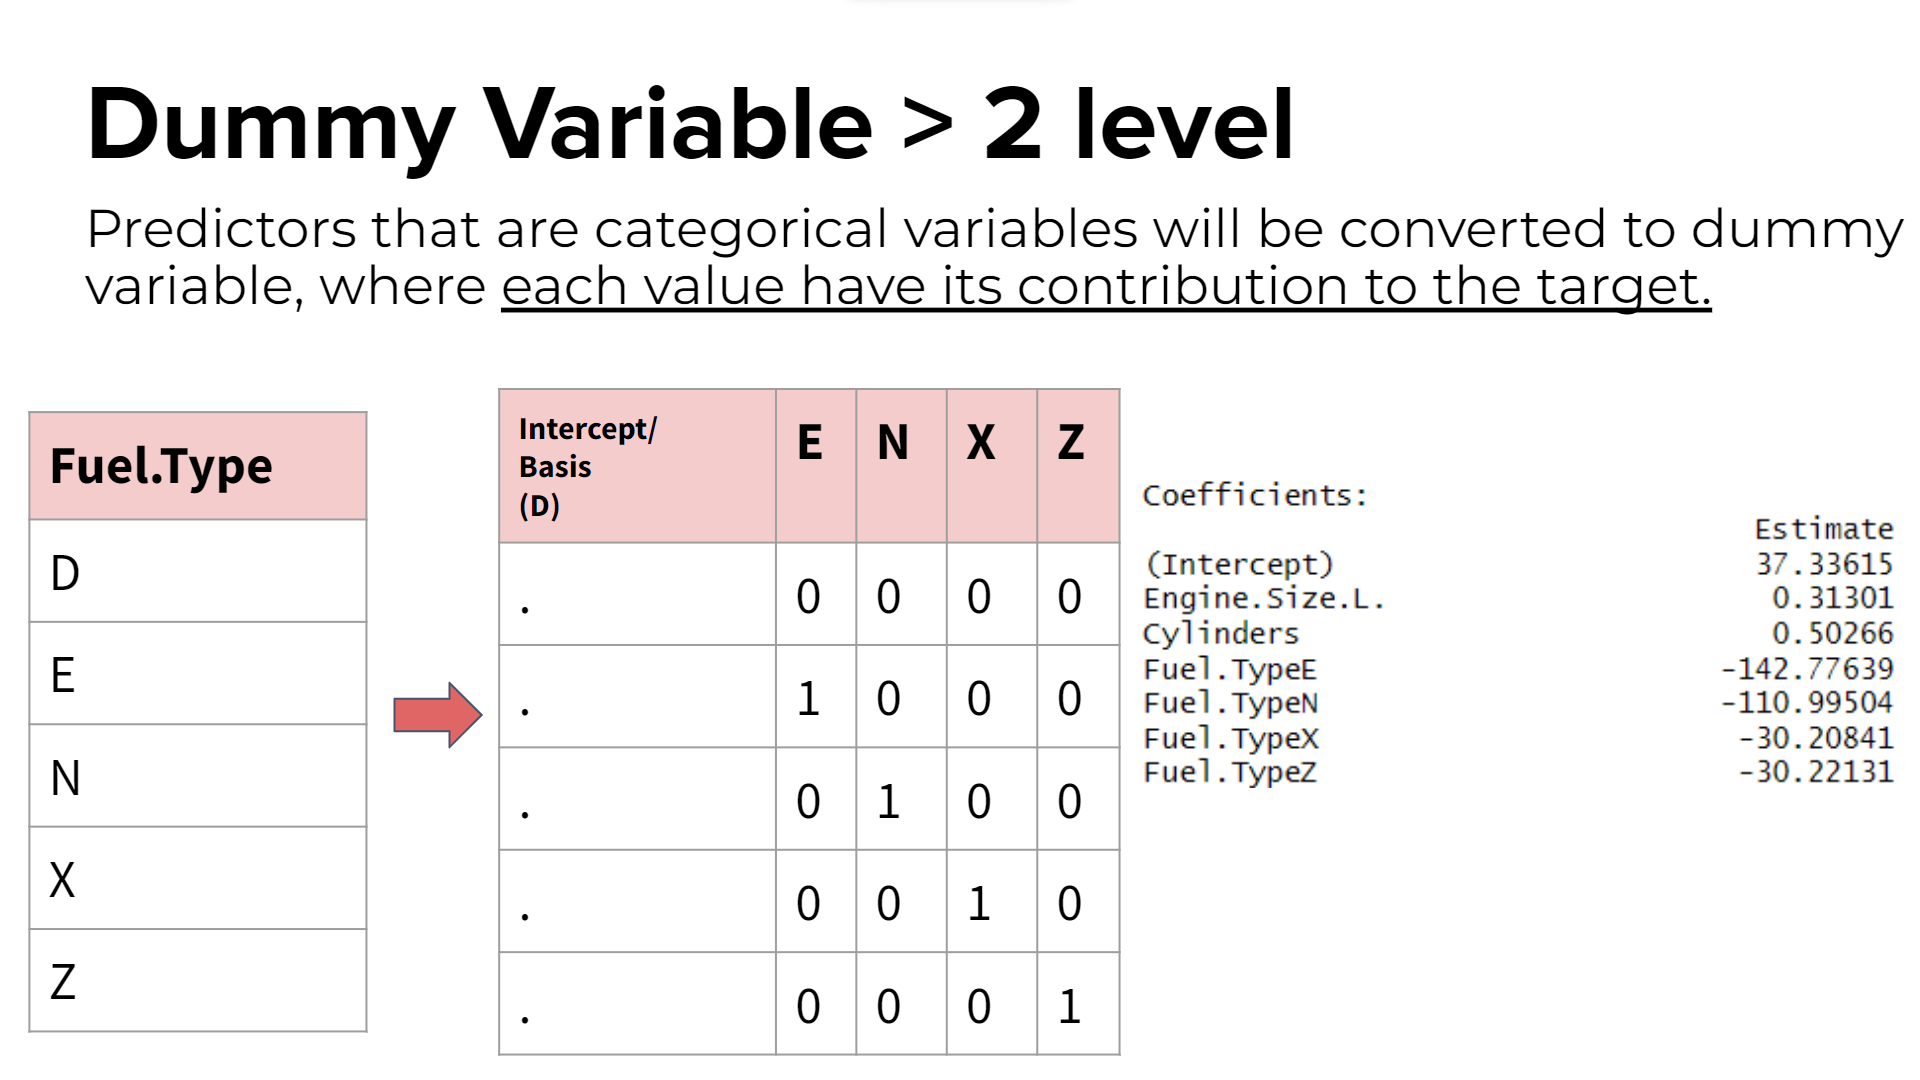 Dummy Variable > 2 level
Predictors that are categorical variables will be converted to dummy
variable, where each value have its contribution to the target.
Fuel.Type
D
E
N
X
Z
Intercept/
Basis
(D)
E N X Z
. 0 0 0 0
. 1 0 0 0
. 0 1 0 0
. 0 0 1 0
. 0 0 0 1
Coefficients:
Estimate
(Intercept) 37.33615
Engine.Size.L. 0.31301
Cylinders 0.50266
Fuel.TypeE -142.77639
Fuel.TypeN -110.99504
Fuel.TypeX -30.20841
Fuel.TypeZ -30.22131